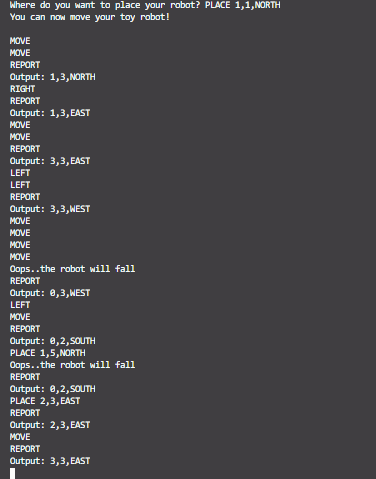 Where do you want to place your robot? PLACE 1,1,NORTH
You can now move your toy robot!
MOVE
MOVE
REPORT
Output: 1,3,NORTH
RIGHT
REPORT
Output: 1,3,EAST
MOVE
MOVE
REPORT
Output: 3,3,EAST
LEFT
LEFT
REPORT
Output: 3,3,WEST
MOVE
MOVE
MOVE
MOVE
Oops..the robot will fall
REPORT
Output: 0,3,WEST
LEFT
MOVE
REPORT
Output: 0,2,SOUTH
PLACE 1,5,NORTH
Oops..the robot will fall
REPORT
Output: 0,2,SOUTH
PLACE 2,3,EAST
REPORT
Output: 2,3,EAST
MOVE
REPORT
Output: 3,3,EAST